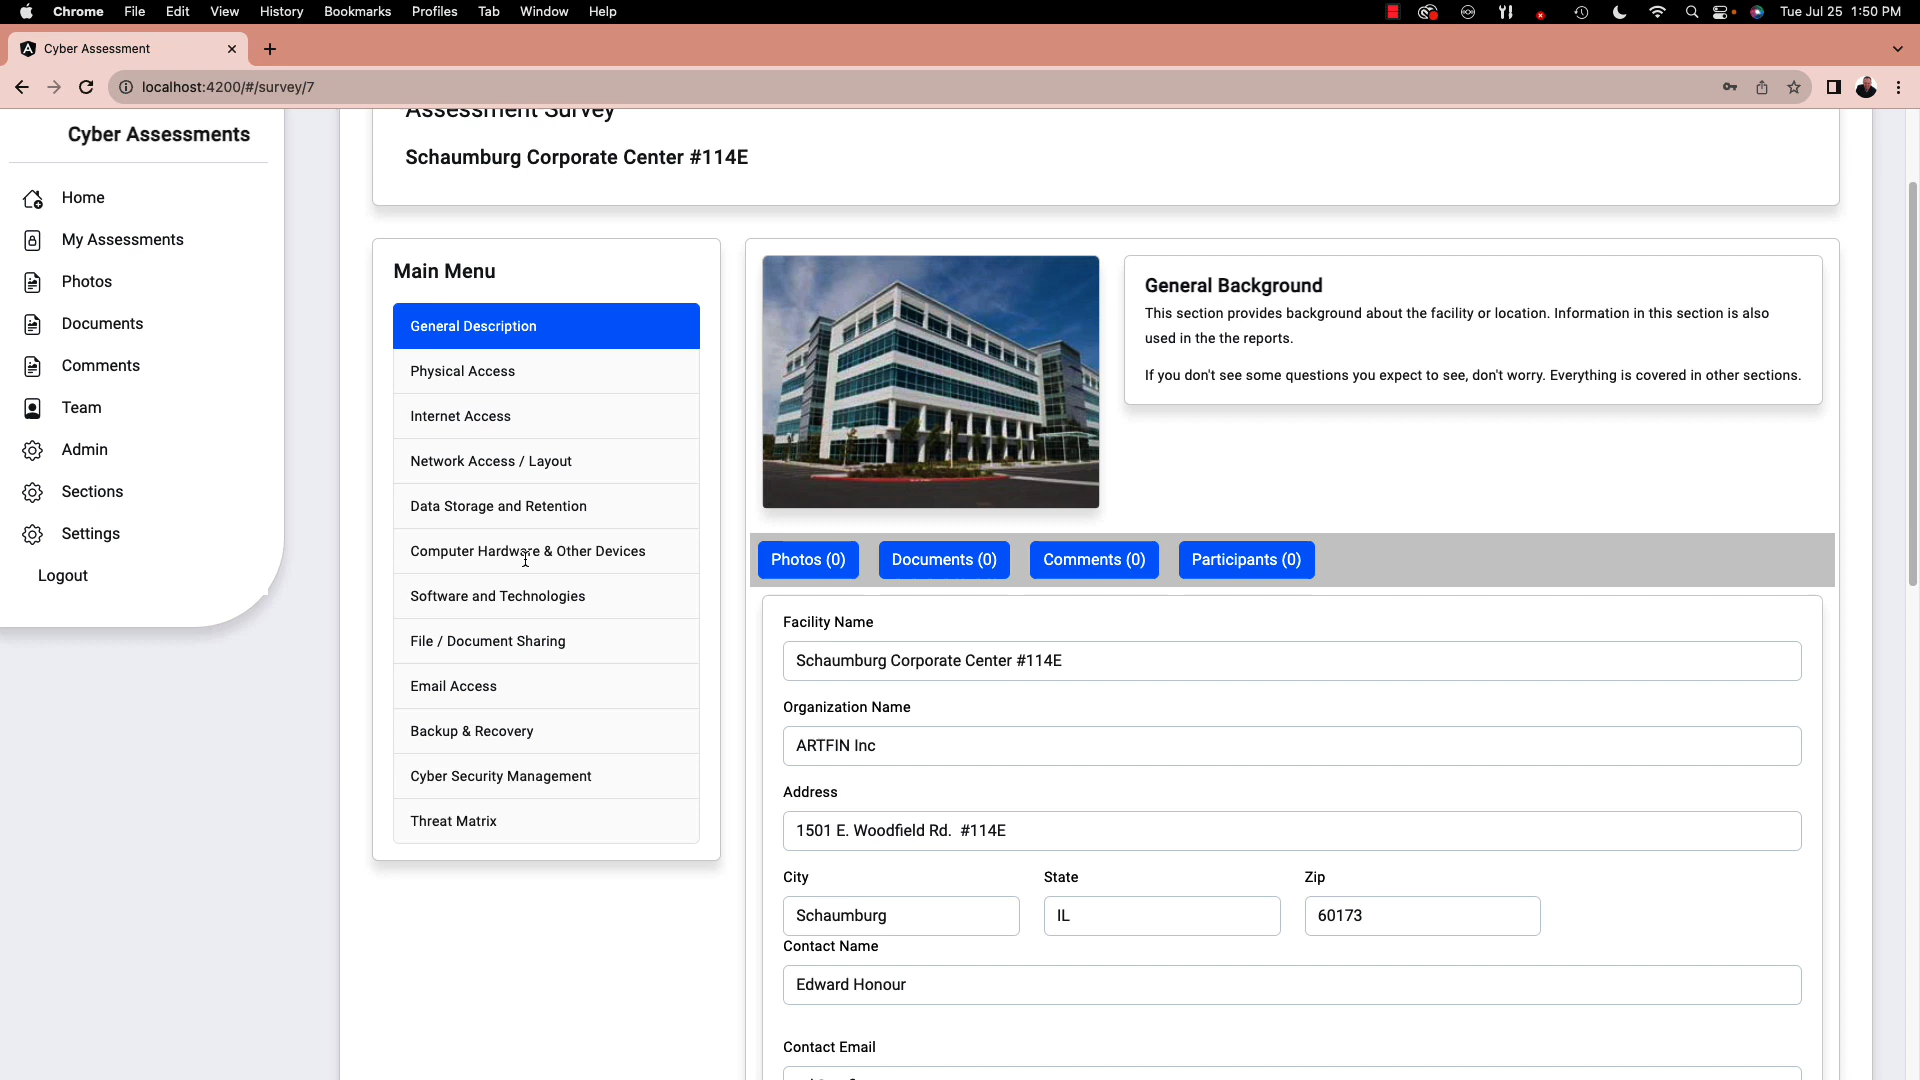 Chrome File Edit View History Bookmarks Profiles Tab Window Help Tue Jul 25 1:50 PM
Cyber Assessment
localhost:4200/#/survey/7
Cyber Assessments
Home
My Assessments
Photos
Documents
Comments
Team
Admin
Sections
Settings
Logout
Assessment Survey
Schaumburg Corporate Center #114E
Main Menu
General Description
Physical Access
Internet Access
Network Access / Layout
Data Storage and Retention
Computer Hardware & Other Devices
Software and Technologies
File / Document Sharing
Email Access
Backup & Recovery
Cyber Security Management
Threat Matrix
General Background
This section provides background about the facility or location. Information in this section is also
used in the the reports.
If you don't see some questions you expect to see, don't worry. Everything is covered in other sections.
Photos (0) Documents (0) Comments (0) Participants (0)
Facility Name
Schaumburg Corporate Center #114E
Organization Name
ARTFIN Inc
Address
1501 E. Woodfield Rd.  #114E
City State Zip
Schaumburg IL 60173
Contact Name
Edward Honour
Contact Email